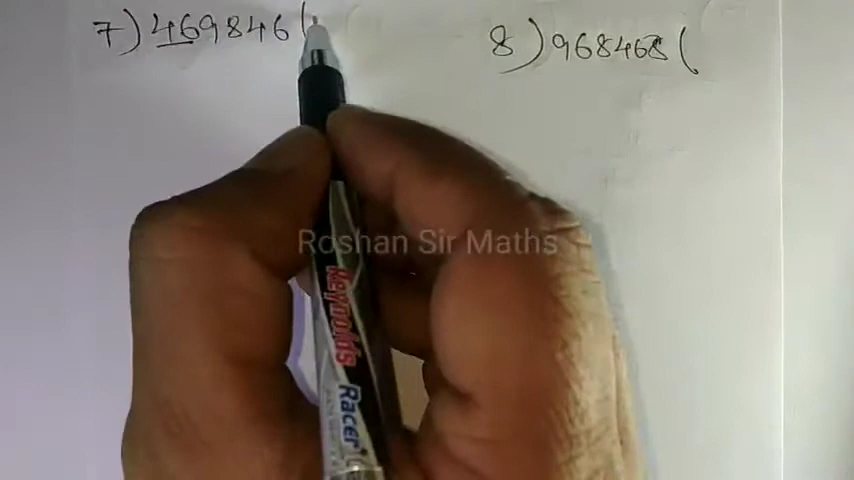 7) 469846 (
8) 968468 (
Roshan Sir Maths
Reynolds
Racer